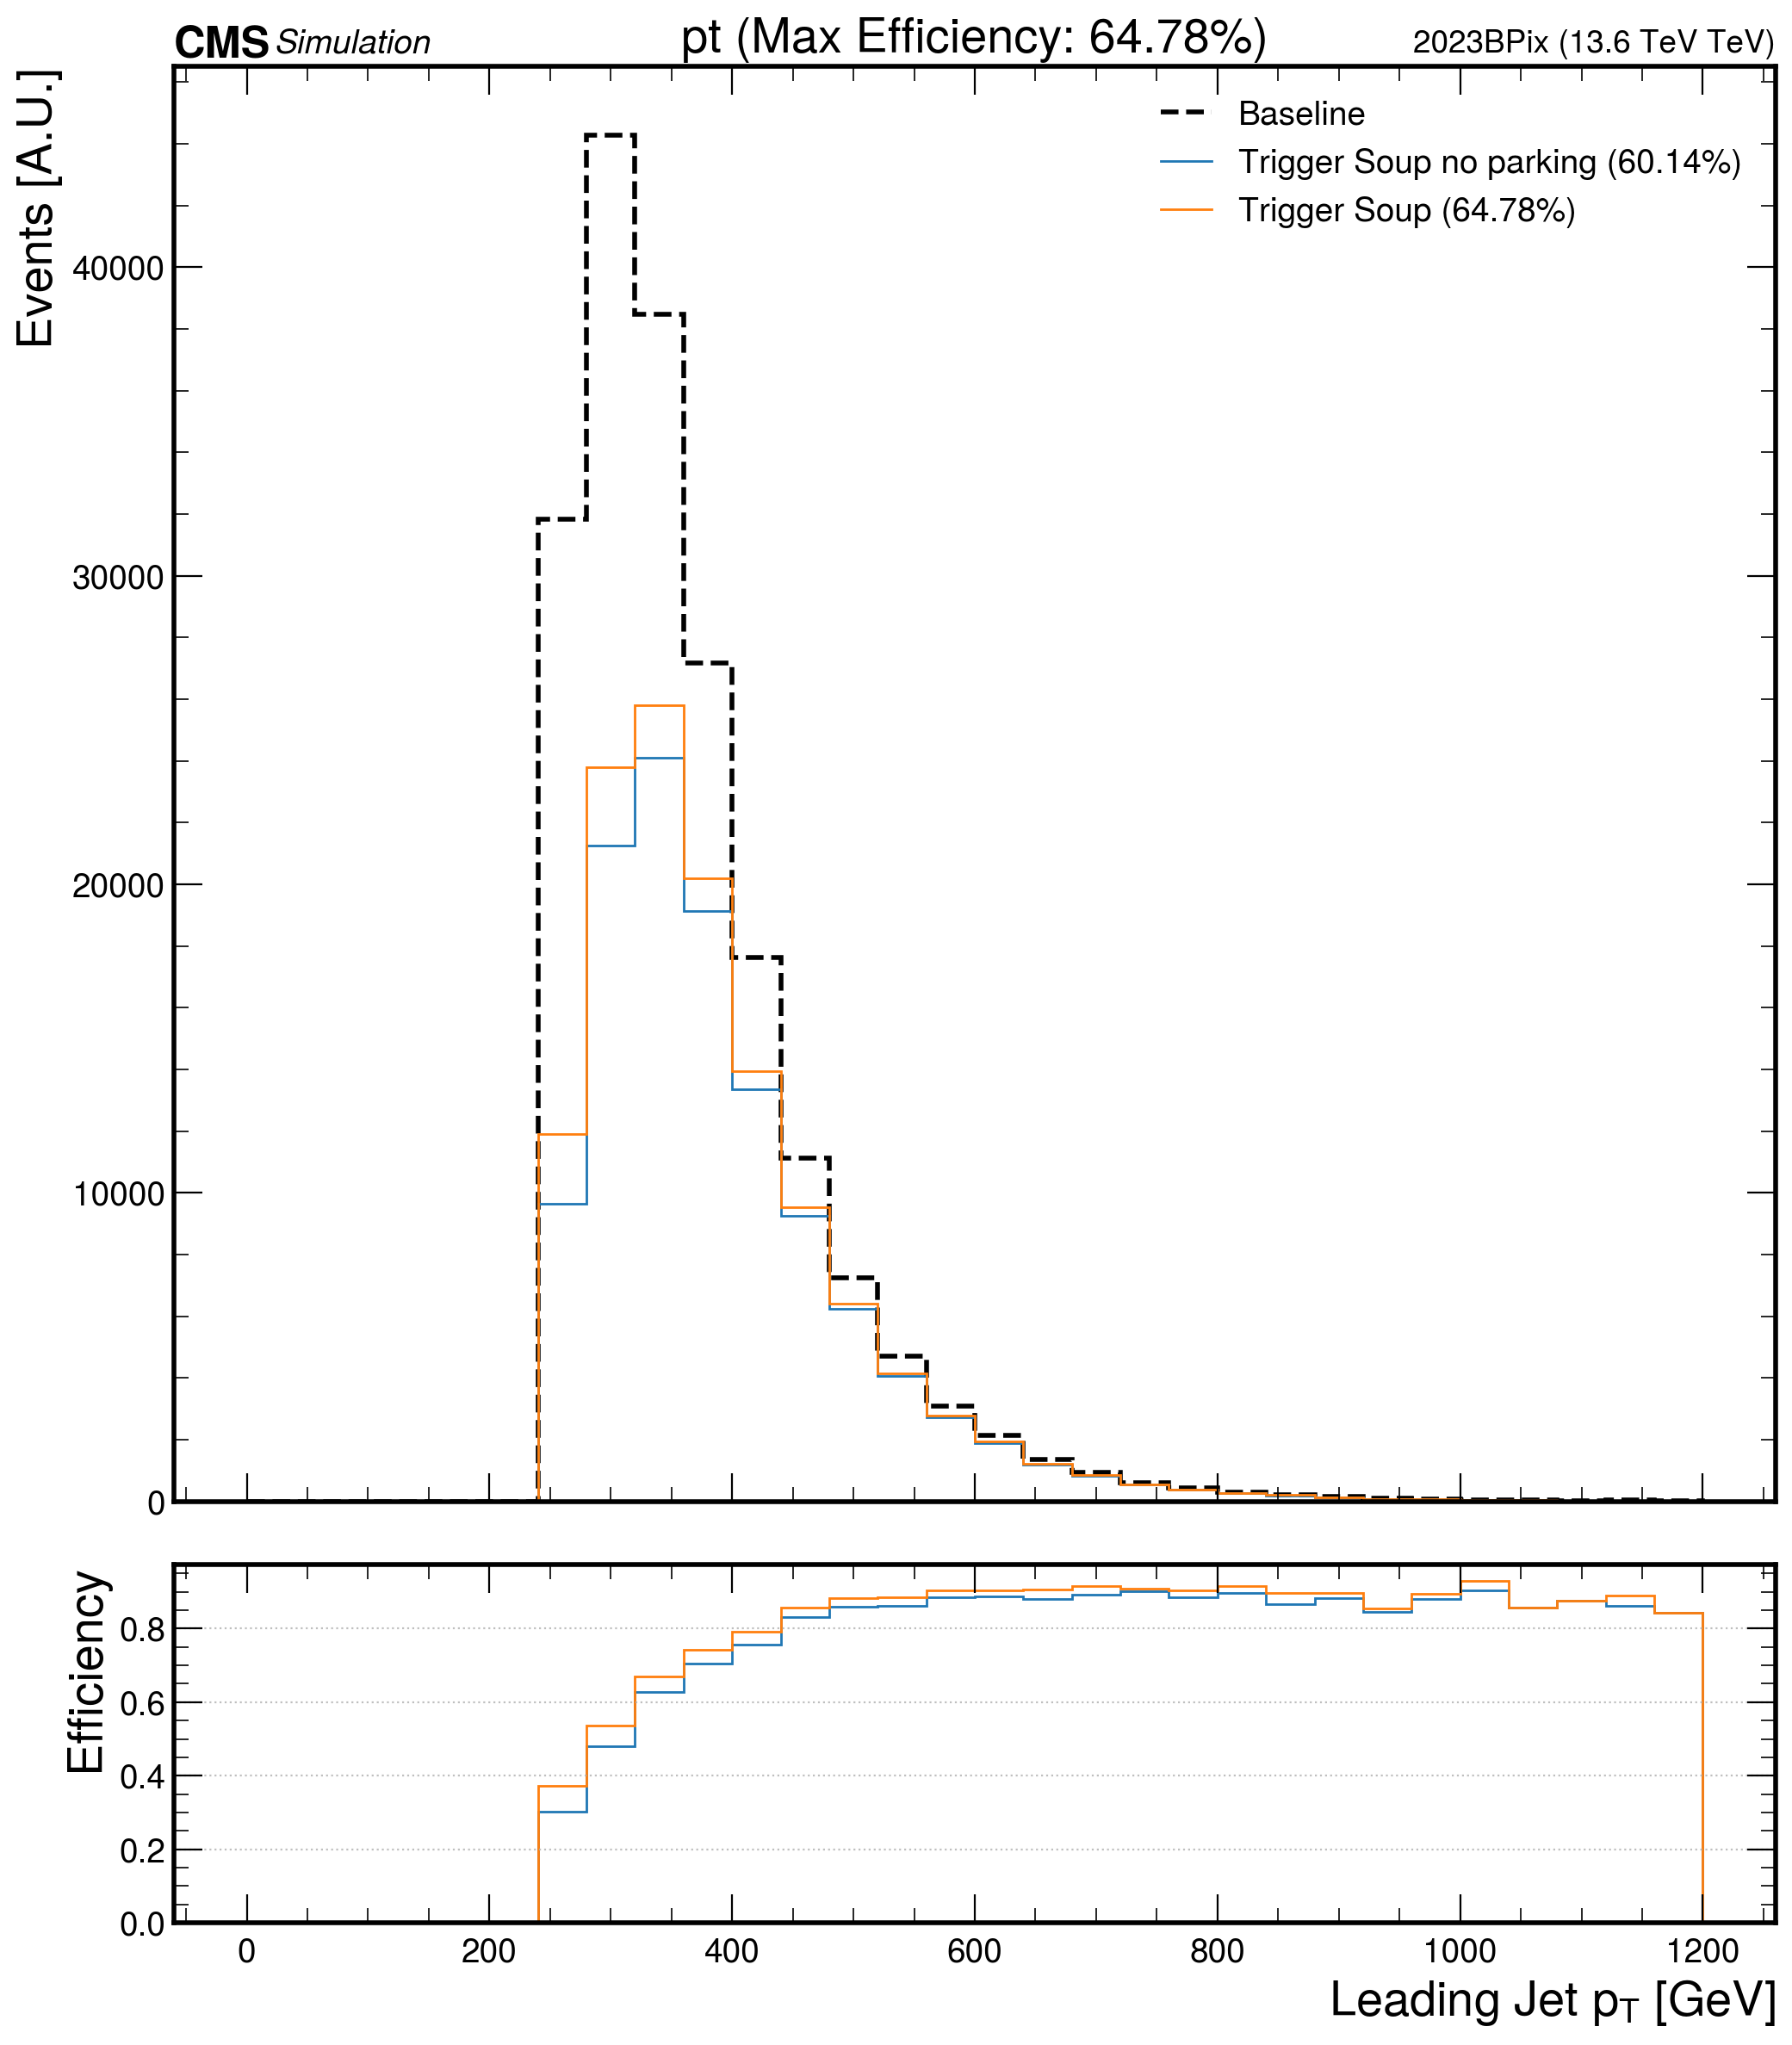 CMS Simulation pt (Max Efficiency: 64.78%) 2023BPix (13.6 TeV TeV)
Events [A.U.]
Baseline
Trigger Soup no parking (60.14%)
Trigger Soup (64.78%)
40000
30000
20000
10000
0
Efficiency
0.8
0.6
0.4
0.2
0.0
0 200 400 600 800 1000 1200
Leading Jet pT [GeV]